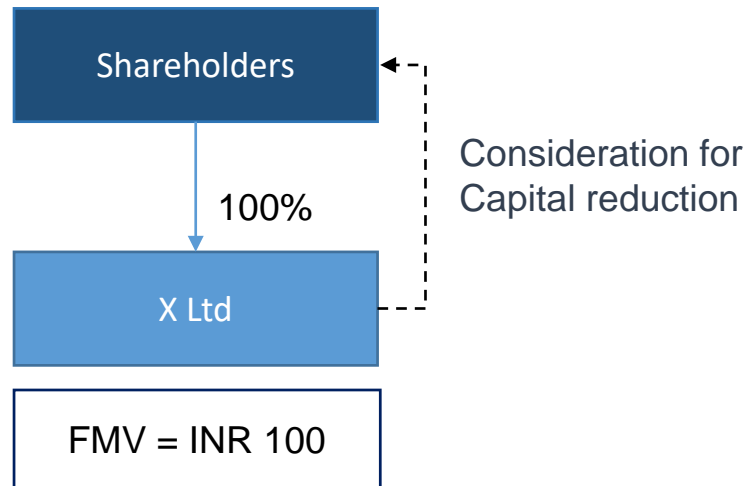 Shareholders
Consideration for
Capital reduction
100%
X Ltd
FMV = INR 100